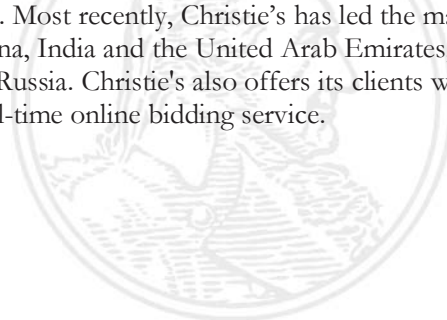 . Most recently, Christie’s has led the m
na, India and the United Arab Emirates
Russia. Christie's also offers its clients w
l-time online bidding service.